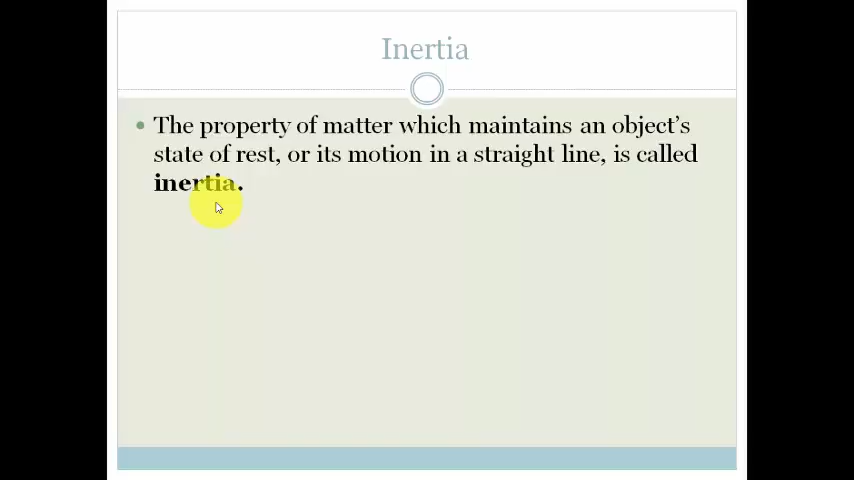 Inertia
The property of matter which maintains an object's
state of rest, or its motion in a straight line, is called
inertia.